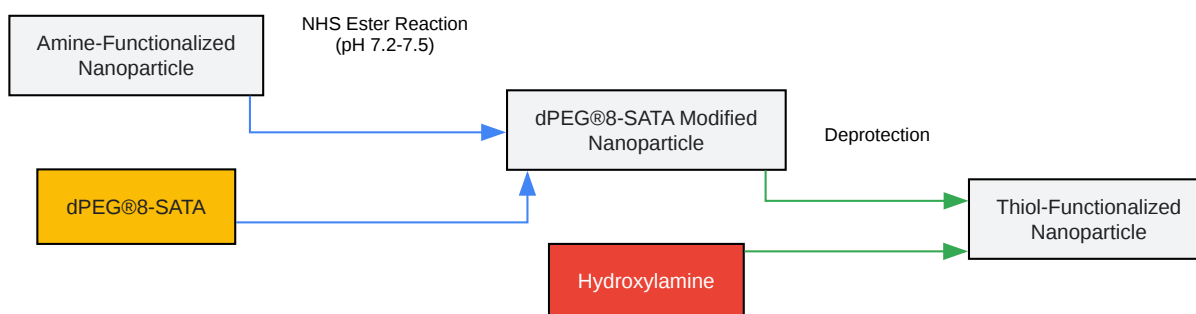 Amine-Functionalized
Nanoparticle
NHS Ester Reaction
(pH 7.2-7.5)
dPEG®8-SATA
dPEG®8-SATA Modified
Nanoparticle
Deprotection
Hydroxylamine
Thiol-Functionalized
Nanoparticle